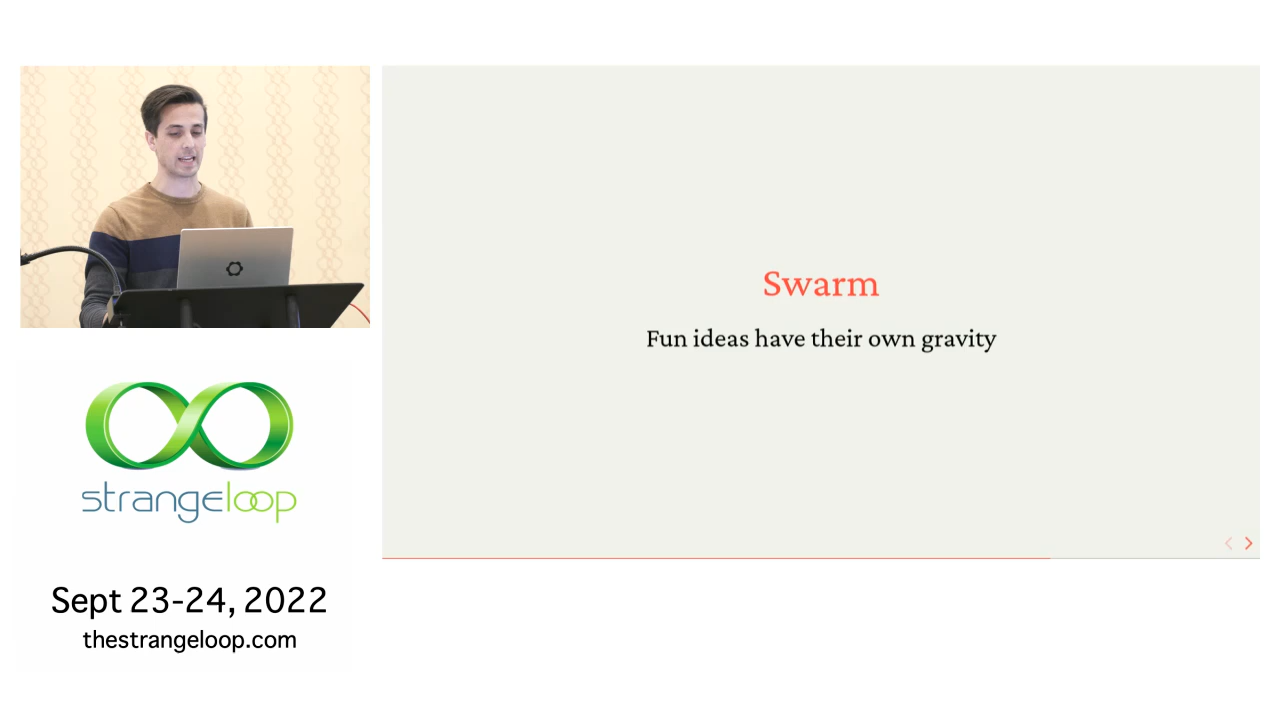 Swarm
Fun ideas have their own gravity
strangeloop
Sept 23-24, 2022
thestrangeloop.com